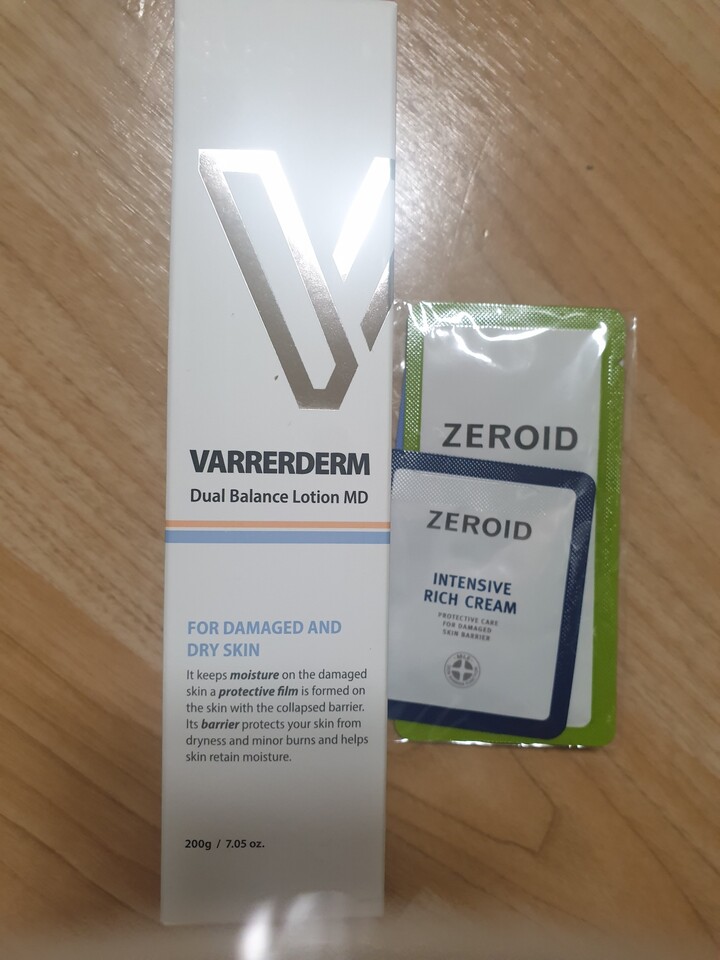 VARRERDERM
Dual Balance Lotion MD
FOR DAMAGED AND
DRY SKIN
It keeps moisture on the damaged
skin a protective film is formed on
the skin with the collapsed barrier.
Its barrier protects your skin from
dryness and minor burns and helps
skin retain moisture.
200g / 7.05 oz.
ZEROID
ZEROID
INTENSIVE
RICH CREAM
PROTECTIVE CARE
FOR DAMAGED
SKIN BARRIER